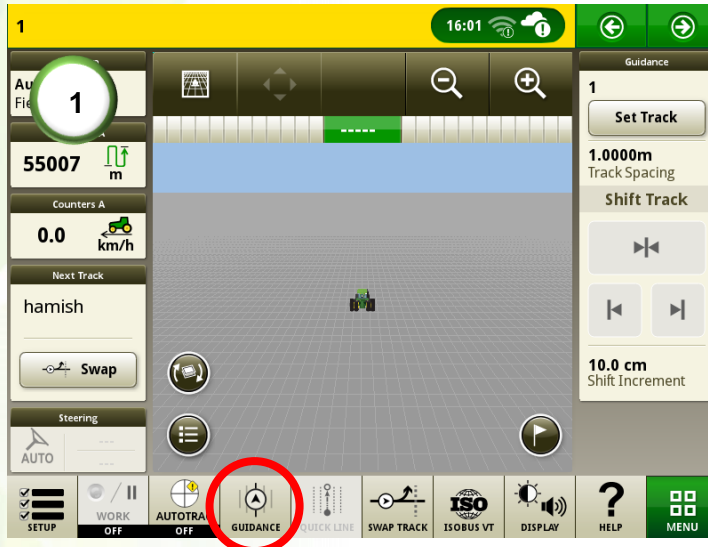 1
16:01
Au
Fie
1
A
55007
m
Counters A
0.0
km/h
Next Track
hamish
Swap
Steering
AUTO
---
---
-----
Guidance
1
Set Track
1.0000m
Track Spacing
Shift Track
10.0 cm
Shift Increment
SETUP
WORK
OFF
AUTOTRAC
OFF
GUIDANCE
QUICK LINE
SWAP TRACK
ISO
ISOBUS VT
DISPLAY
?
HELP
MENU